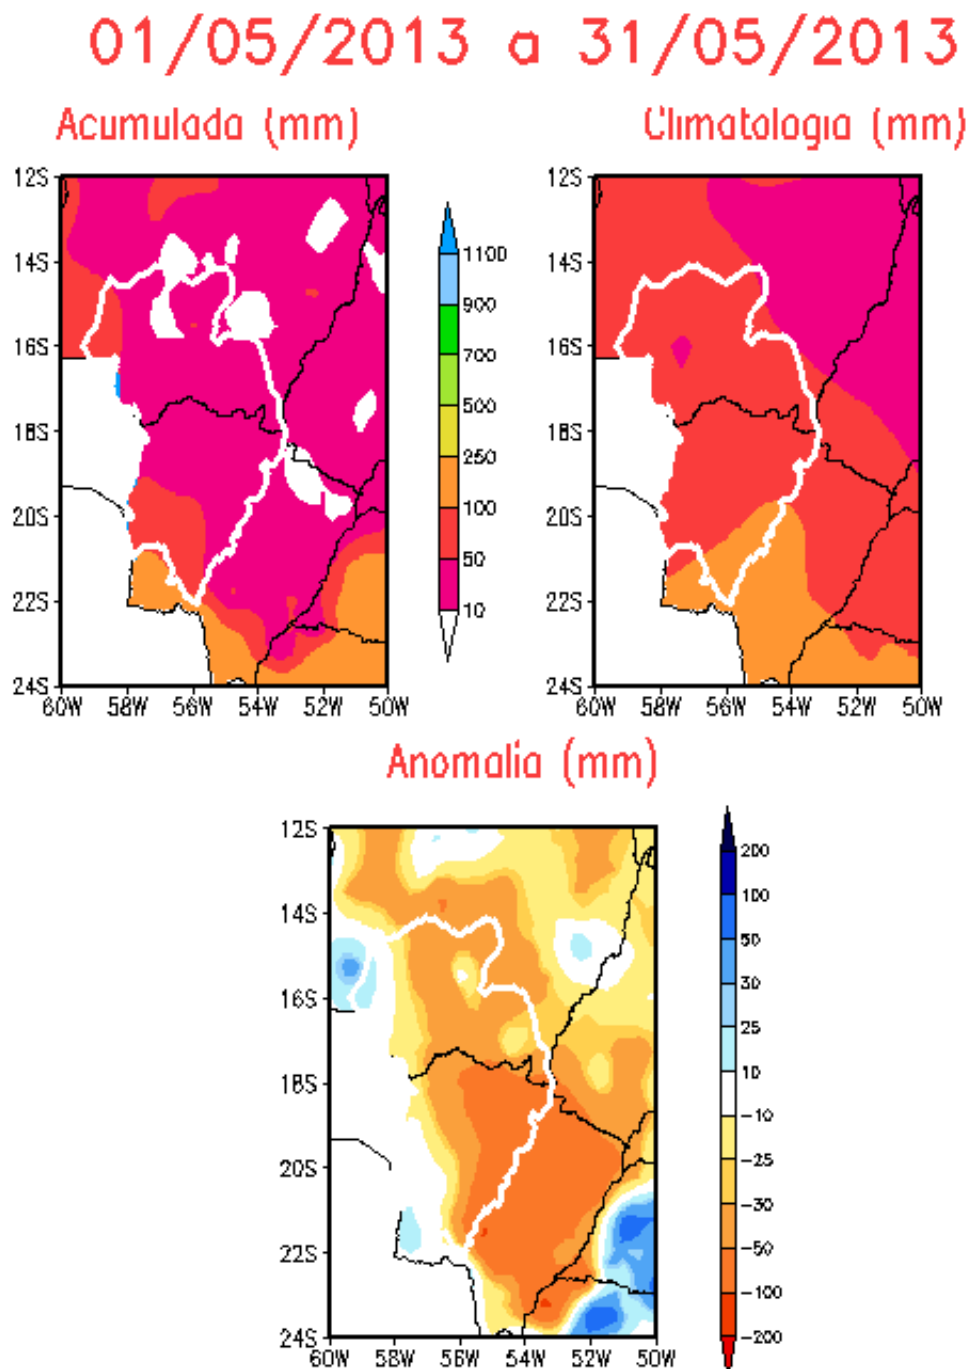 01/05/2013 a 31/05/2013
Acumulada (mm)
Climatologia (mm)
12S
14S
16S
18S
20S
22S
24S
60W 58W 56W 54W 52W 50W
1100
900
700
500
250
100
50
10
12S
14S
16S
18S
20S
22S
24S
60W 58W 56W 54W 52W 50W
Anomalia (mm)
12S
14S
16S
18S
20S
22S
24S
60W 58W 56W 54W 52W 50W
200
100
50
30
25
10
-10
-25
-30
-50
-100
-200